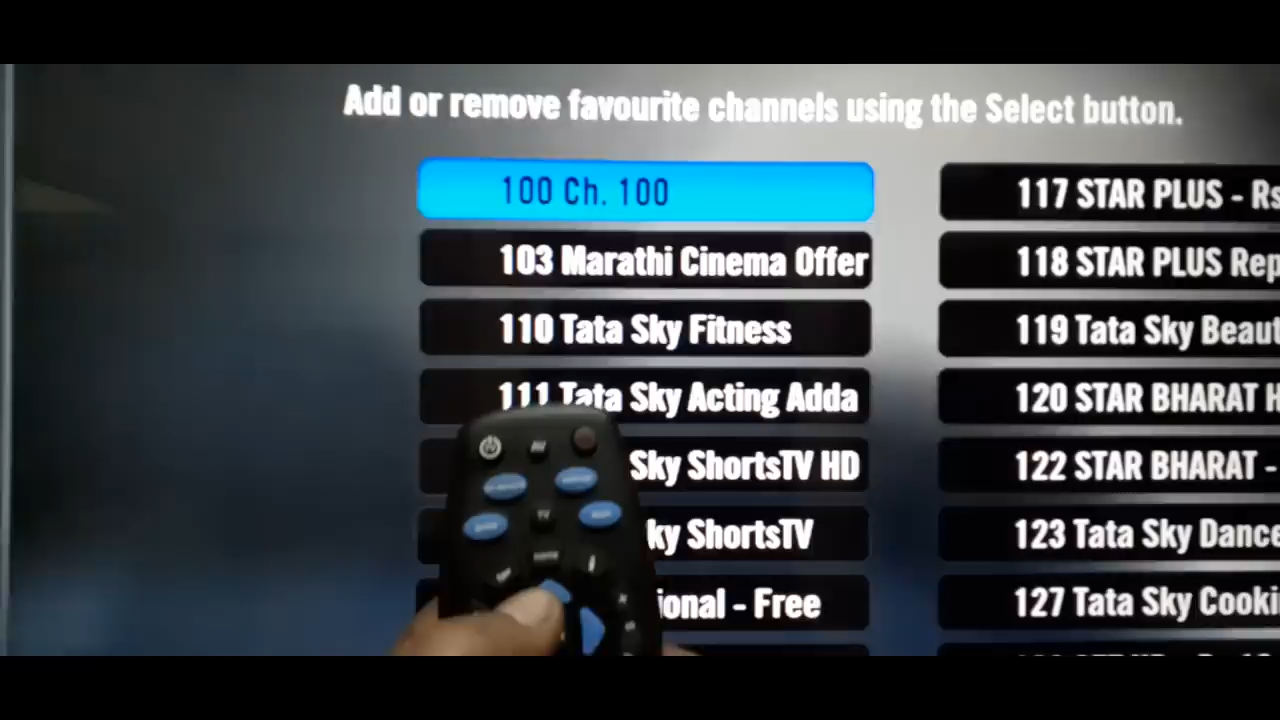 Add or remove favourite channels using the Select button.
100 Ch. 100
103 Marathi Cinema Offer
110 Tata Sky Fitness
111 Tata Sky Acting Adda
Sky ShortsTV HD
ky ShortsTV
ional - Free
117 STAR PLUS - Rs
118 STAR PLUS Rep
119 Tata Sky Beaut
120 STAR BHARAT H
122 STAR BHARAT -
123 Tata Sky Dance
127 Tata Sky Cooki
TV